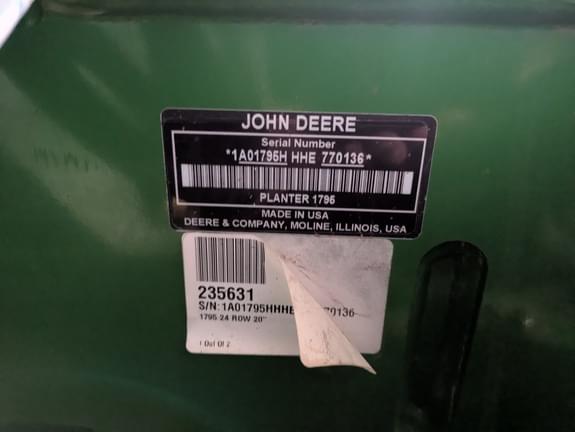 JOHN DEERE
Serial Number
*1A01795H HHE 770136*
PLANTER 1795
MADE IN USA
DEERE & COMPANY, MOLINE, ILLINOIS, USA
235631
S/N: 1A01795HHHE 770136
1795 24 ROW 20"
1 Out Of 2